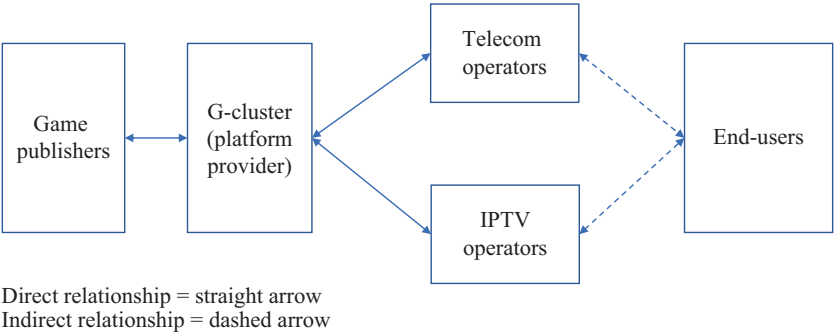 Game
publishers
G-cluster
(platform
provider)
Telecom
operators
IPTV
operators
End-users
Direct relationship = straight arrow
Indirect relationship = dashed arrow